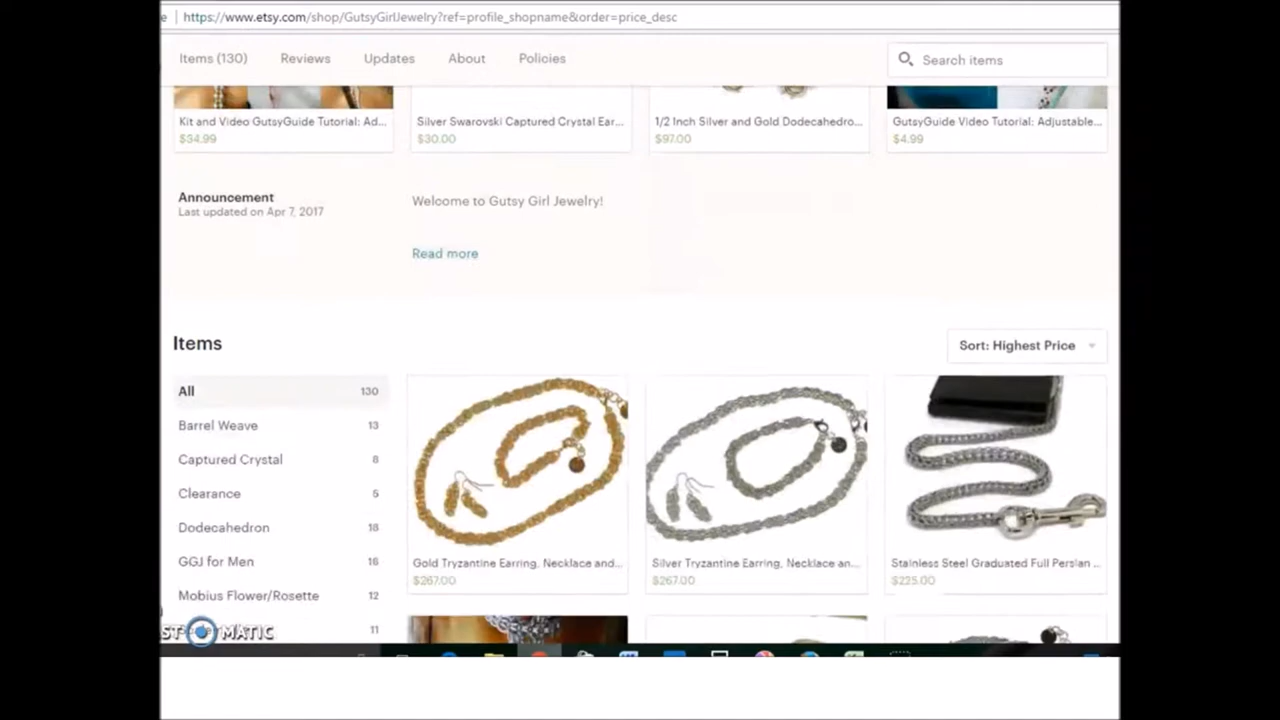 e | https://www.etsy.com/shop/GutsyGirlJewelry?ref=profile_shopname&order=price_desc
Items (130) Reviews Updates About Policies Search items
Kit and Video GutsyGuide Tutorial: Ad... Silver Swarovski Captured Crystal Ear... 1/2 Inch Silver and Gold Dodecahedro... GutsyGuide Video Tutorial: Adjustable...
$34.99 $30.00 $97.00 $4.99
Announcement Welcome to Gutsy Girl Jewelry!
Last updated on Apr 7, 2017
Read more
Items Sort: Highest Price
All 130
Barrel Weave 13
Captured Crystal 8
Clearance 5
Dodecahedron 18
GGJ for Men 16
Gold Tryzantine Earring, Necklace and... Silver Tryzantine Earring, Necklace an... Stainless Steel Graduated Full Persian ...
$267.00 $267.00 $225.00
Mobius Flower/Rosette 12
ST MATIC 11